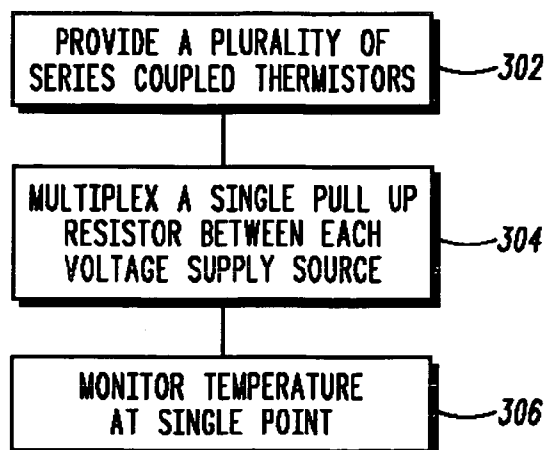 PROVIDE A PLURALITY OF
SERIES COUPLED THERMISTORS
302
MULTIPLEX A SINGLE PULL UP
RESISTOR BETWEEN EACH
VOLTAGE SUPPLY SOURCE
304
MONITOR TEMPERATURE
AT SINGLE POINT
306